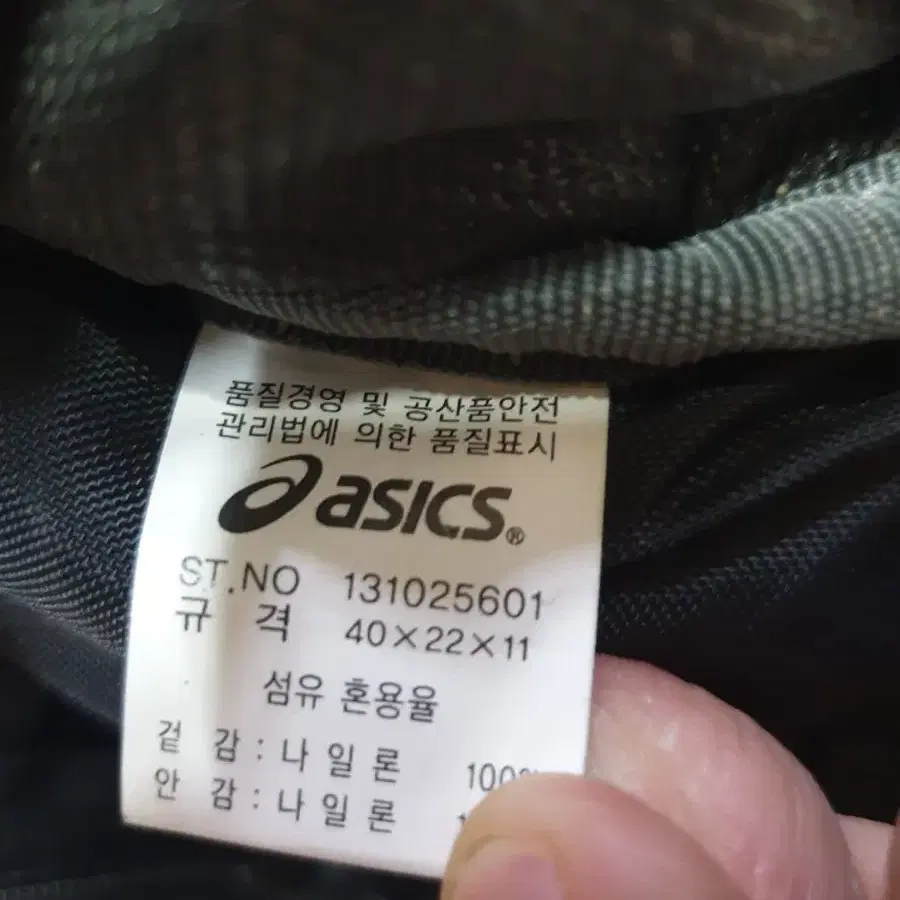 품질경영 및 공산품안전
관리법에 의한 품질표시
asics®
ST.NO 131025601
규 격 40×22×11
섬유 혼용율
겉 감 : 나 일 론 100%
안 감 : 나 일 론